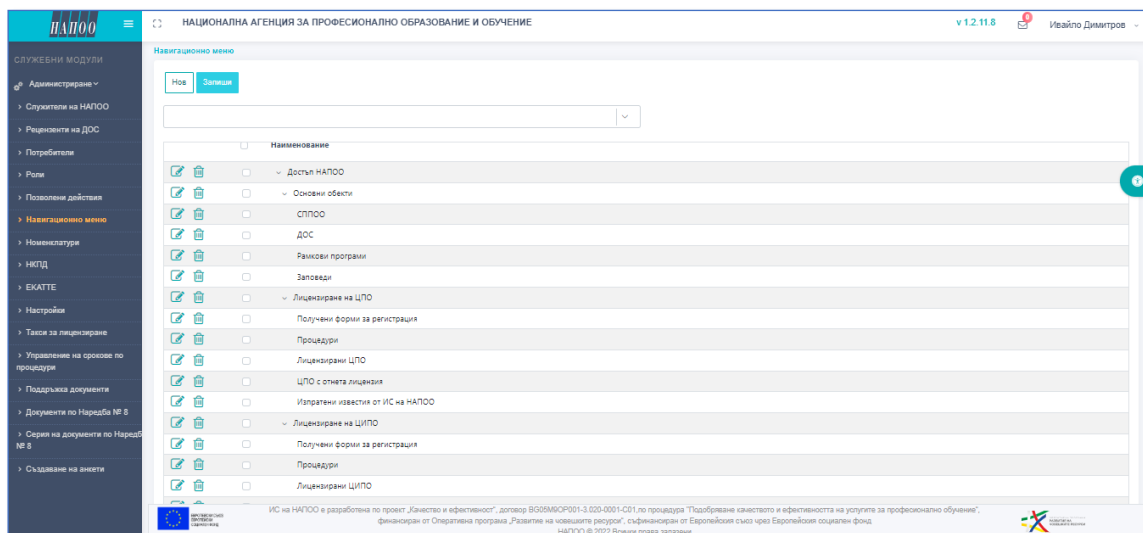 НАПОО
НАЦИОНАЛНА АГЕНЦИЯ ЗА ПРОФЕСИОНАЛНО ОБРАЗОВАНИЕ И ОБУЧЕНИЕ
v 1.2.11.8
0
Ивайло Димитров
СЛУЖЕБНИ МОДУЛИ
Администриране
Служители на НАПОО
Рецензенти на ДОС
Потребители
Роли
Позволени действия
Навигационно меню
Номенклатури
НКПД
ЕКАТТЕ
Настройки
Такси за лицензиране
Управление на срокове по
процедури
Поддръжка документи
Документи по Наредба № 8
Серия на документи по Наредб
№ 8
Създаване на анкети
Навигационно меню
Нов
Запиши
Наименование
Достъп НАПОО
Основни обекти
СППОО
ДОС
Рамкови програми
Заповеди
Лицензиране на ЦПО
Получени форми за регистрация
Процедури
Лицензирани ЦПО
ЦПО с отнета лицензия
Изпратени известия от ИС на НАПОО
Лицензиране на ЦИПО
Получени форми за регистрация
Процедури
Лицензирани ЦИПО
ИС на НАПОО е разработена по проект „Качество и ефективност", договор BG05M9OP001-3.020-0001-C01,по процедура "Подобряване качеството и ефективността на услугите за професионално обучение",
финансиран от Оперативна програма „Развитие на човешките ресурси", съфинансиран от Европейския съюз чрез Европейския социален фонд
НАПОО © 2022 Всички права запазени